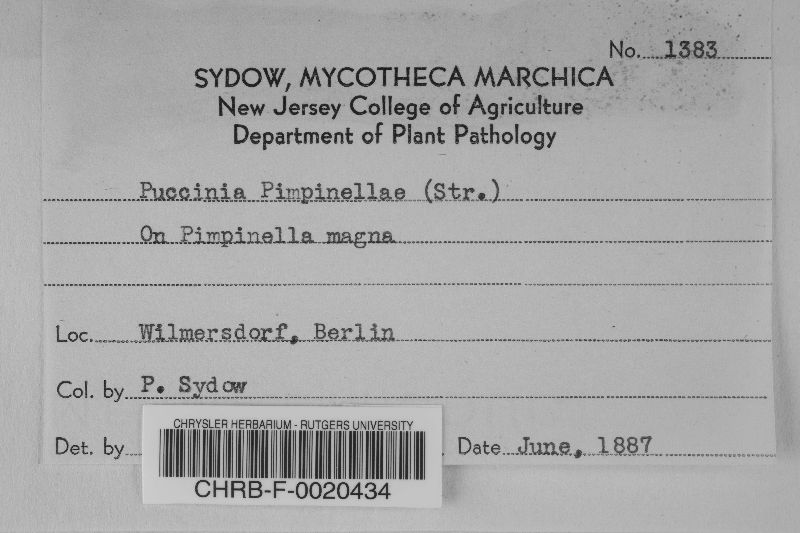 No. 1383
SYDOW, MYCOTHECA MARCHICA
New Jersey College of Agriculture
Department of Plant Pathology
Puccinia Pimpinellae (Str.)
On Pimpinella magna
Loc. Wilmersdorf, Berlin
Col. by P. Sydow
Det. by
Date June, 1887
CHRYSLER HERBARIUM - RUTGERS UNIVERSITY
CHRB-F-0020434